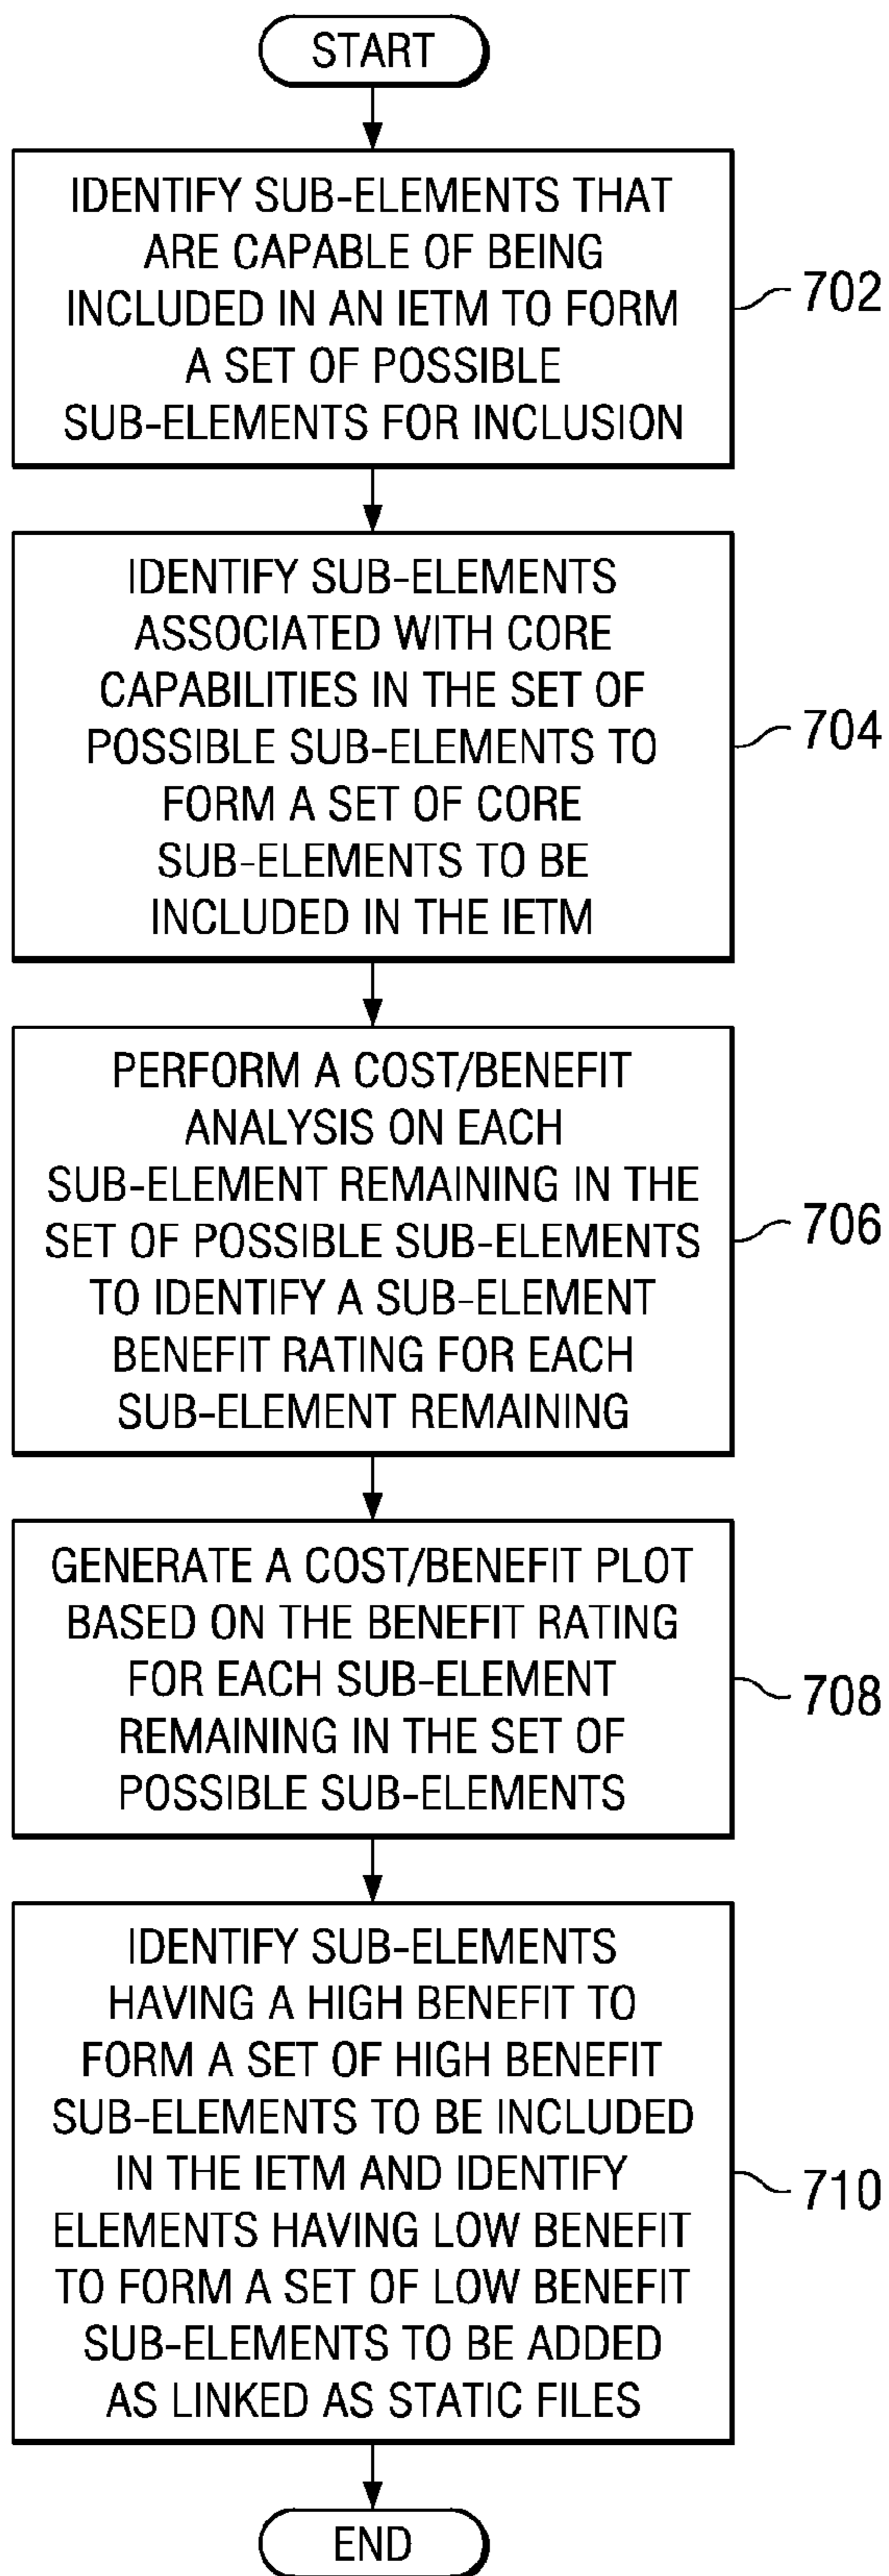 START
IDENTIFY SUB-ELEMENTS THAT
ARE CAPABLE OF BEING
INCLUDED IN AN IETM TO FORM
A SET OF POSSIBLE
SUB-ELEMENTS FOR INCLUSION
702
IDENTIFY SUB-ELEMENTS
ASSOCIATED WITH CORE
CAPABILITIES IN THE SET OF
POSSIBLE SUB-ELEMENTS TO
FORM A SET OF CORE
SUB-ELEMENTS TO BE
INCLUDED IN THE IETM
704
PERFORM A COST/BENEFIT
ANALYSIS ON EACH
SUB-ELEMENT REMAINING IN THE
SET OF POSSIBLE SUB-ELEMENTS
TO IDENTIFY A SUB-ELEMENT
BENEFIT RATING FOR EACH
SUB-ELEMENT REMAINING
706
GENERATE A COST/BENEFIT PLOT
BASED ON THE BENEFIT RATING
FOR EACH SUB-ELEMENT
REMAINING IN THE SET OF
POSSIBLE SUB-ELEMENTS
708
IDENTIFY SUB-ELEMENTS
HAVING A HIGH BENEFIT TO
FORM A SET OF HIGH BENEFIT
SUB-ELEMENTS TO BE INCLUDED
IN THE IETM AND IDENTIFY
ELEMENTS HAVING LOW BENEFIT
TO FORM A SET OF LOW BENEFIT
SUB-ELEMENTS TO BE ADDED
AS LINKED AS STATIC FILES
710
END